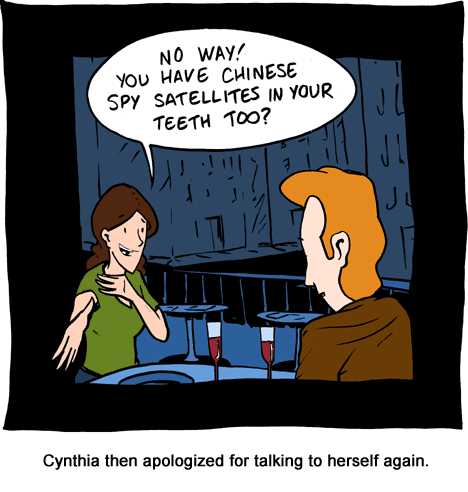 NO WAY!
YOU HAVE CHINESE
SPY SATELLITES IN YOUR
TEETH TOO?
Cynthia then apologized for talking to herself again.